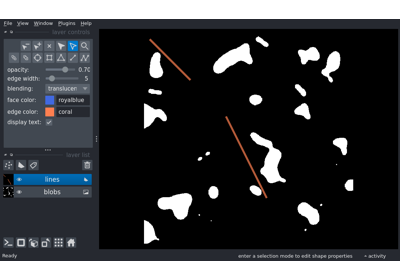 File View Window Plugins Help
layer controls
opacity: 0.70
edge width: 5
blending: translucen
face color: royalblue
edge color: coral
display text:
layer list
lines
blobs
Ready enter a selection mode to edit shape properties activity